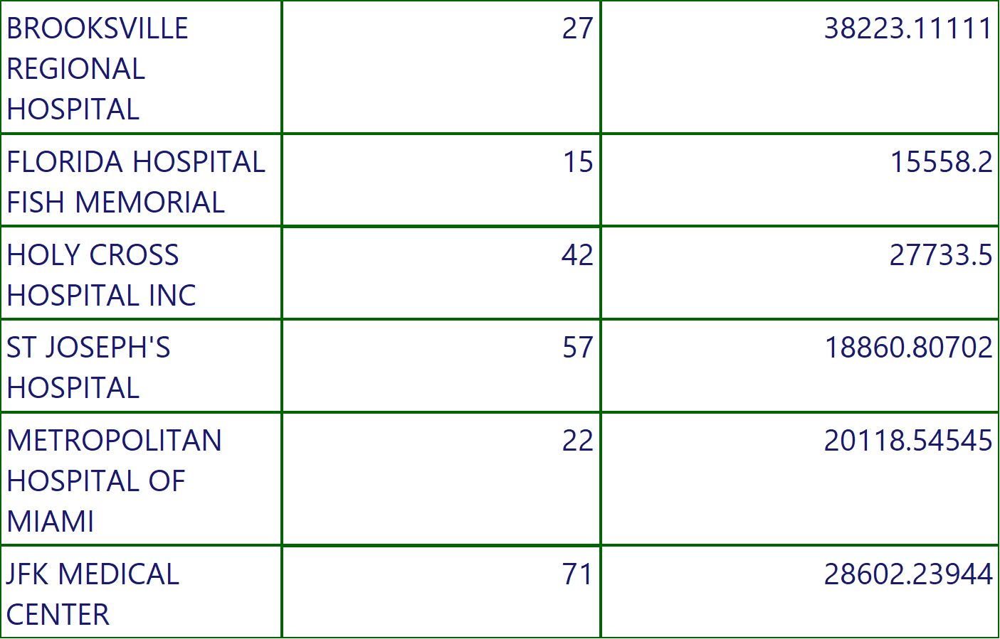 BROOKSVILLE 27 38223.11111
REGIONAL
HOSPITAL
FLORIDA HOSPITAL 15 15558.2
FISH MEMORIAL
HOLY CROSS 42 27733.5
HOSPITAL INC
ST JOSEPH'S 57 18860.80702
HOSPITAL
METROPOLITAN 22 20118.54545
HOSPITAL OF
MIAMI
JFK MEDICAL 71 28602.23944
CENTER